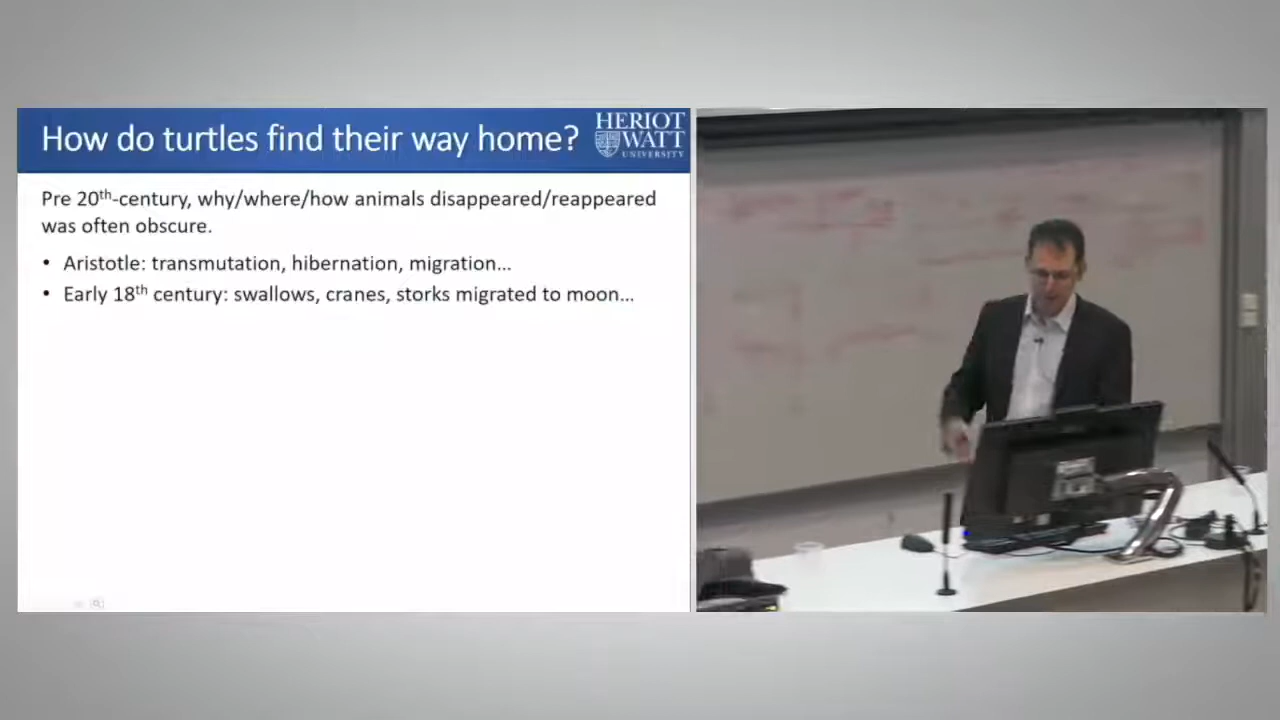 How do turtles find their way home?
HERIOT
WATT
UNIVERSITY
Pre 20th-century, why/where/how animals disappeared/reappeared
was often obscure.
• Aristotle: transmutation, hibernation, migration...
• Early 18th century: swallows, cranes, storks migrated to moon...